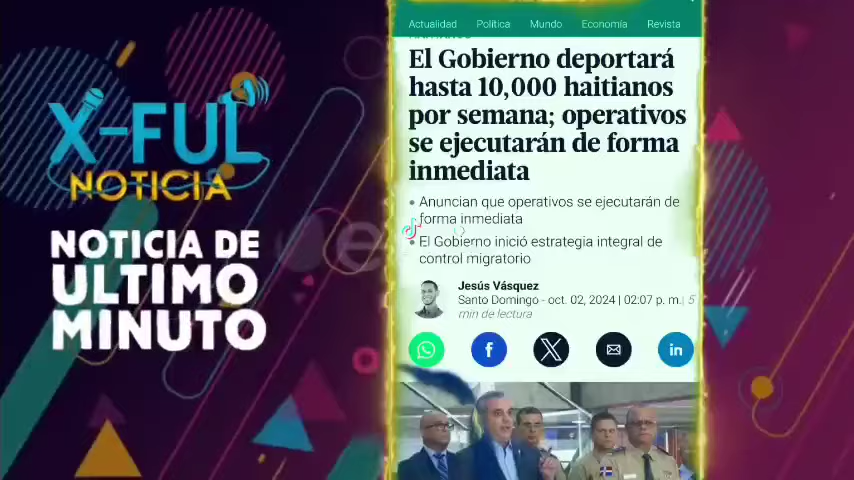 X-FUL
NOTICIA
NOTICIA DE
ULTIMO
MINUTO
Actualidad Política Mundo Economía Revista
El Gobierno deportará
hasta 10,000 haitianos
por semana; operativos
se ejecutarán de forma
inmediata
• Anuncian que operativos se ejecutarán de
forma inmediata
• El Gobierno inició estrategia integral de
control migratorio
Jesús Vásquez
Santo Domingo - oct. 02, 2024 | 02:07 p. m.| 5
min de lectura